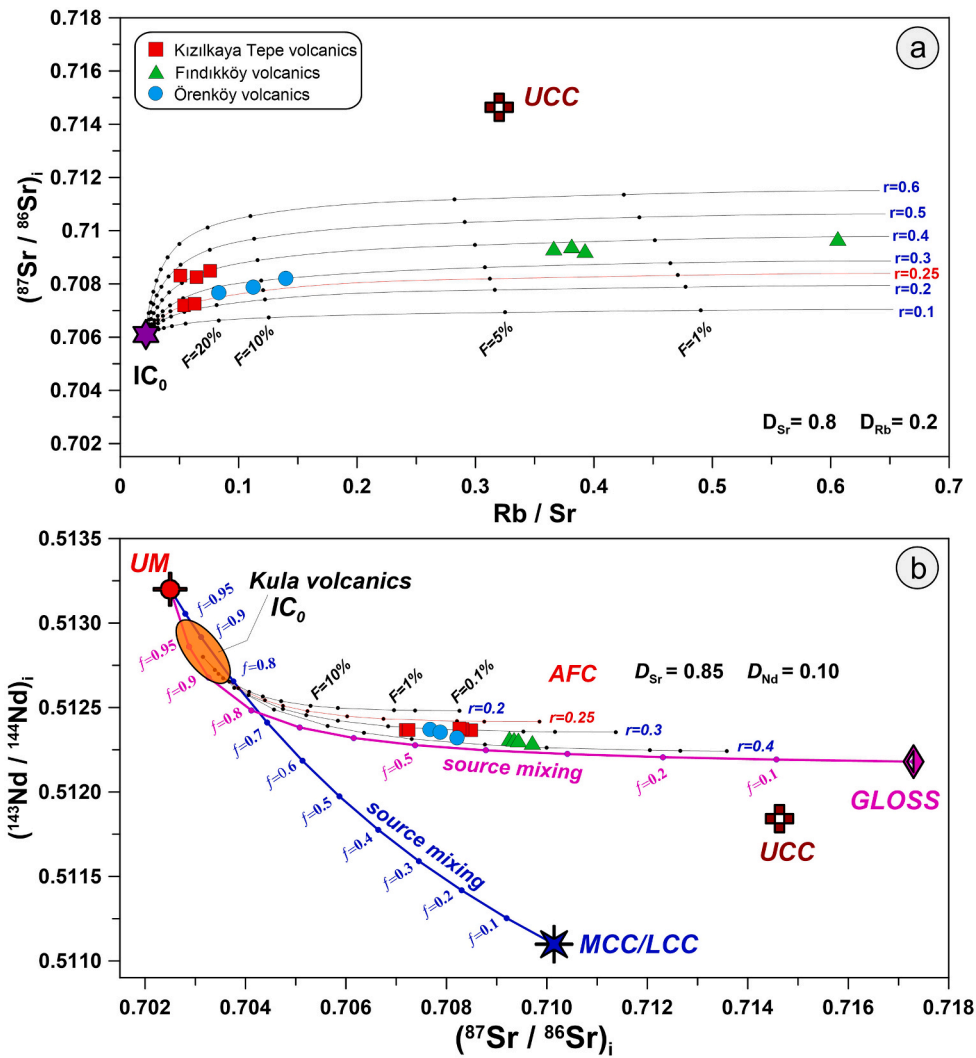 a
Kızılkaya Tepe volcanics
Fındıkköy volcanics
Örenköy volcanics
UCC
0.718
0.716
0.714
0.712
0.71
0.708
0.706
0.704
0.702
(⁸⁷Sr / ⁸⁶Sr)ᵢ
r=0.6
r=0.5
r=0.4
r=0.3
r=0.25
r=0.2
r=0.1
IC₀
F=20%
F=10%
F=5%
F=1%
D_Sr= 0.8 D_Rb= 0.2
0 0.1 0.2 0.3 0.4 0.5 0.6 0.7
Rb / Sr
b
0.5135
0.5130
0.5125
0.5120
0.5115
0.5110
(¹⁴³Nd / ¹⁴⁴Nd)ᵢ
UM
Kula volcanics
IC₀
f=0.95
f=0.9
f=0.8
f=0.7
f=0.6
f=0.5
f=0.4
f=0.3
f=0.2
f=0.1
source mixing
MCC/LCC
f=0.95
f=0.9
f=0.8
f=0.5
source mixing
f=0.2
f=0.1
GLOSS
F=10%
F=1%
F=0.1%
AFC
D_Sr = 0.85 D_Nd = 0.10
r=0.2
r=0.25
r=0.3
r=0.4
UCC
0.702 0.704 0.706 0.708 0.710 0.712 0.714 0.716 0.718
(⁸⁷Sr / ⁸⁶Sr)ᵢ